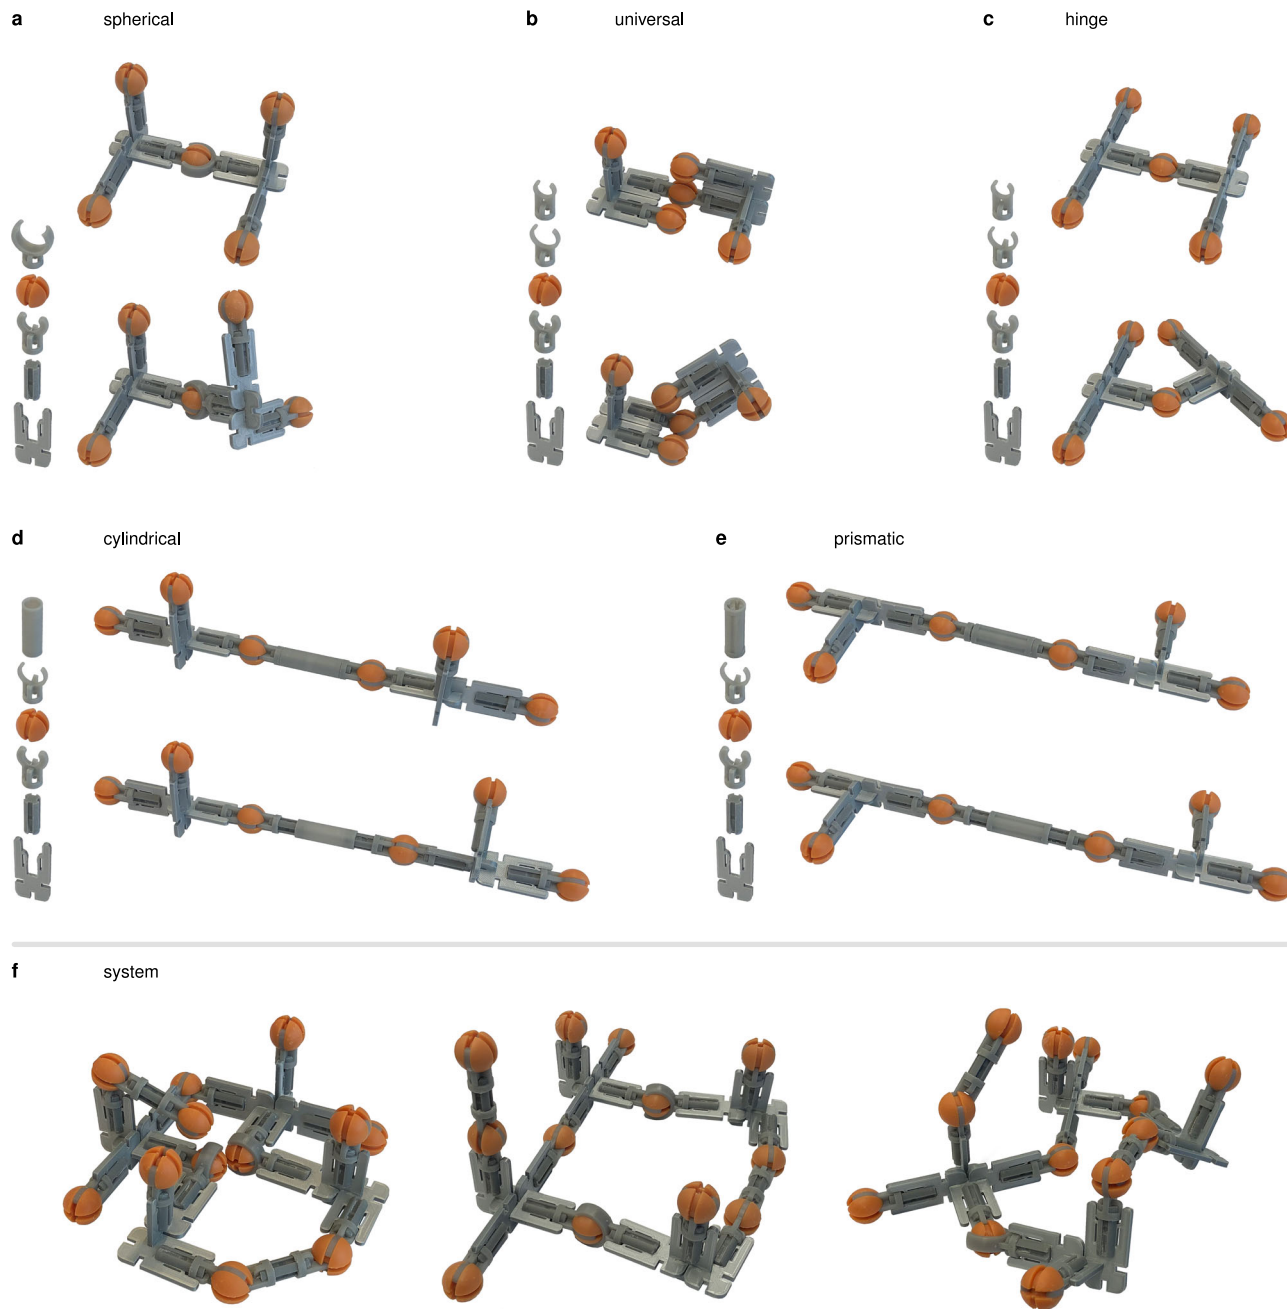 a spherical
b universal
c hinge
d cylindrical
e prismatic
f system